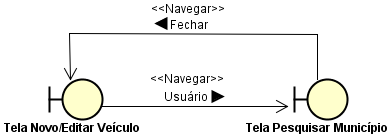 <<Navegar>>
Fechar
<<Navegar>>
Usuário
Tela Novo/Editar Veículo
Tela Pesquisar Município